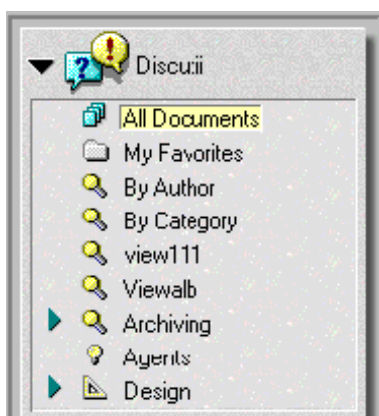 Discu:ii
All Documents
My Favorites
By Author
By Category
view111
Viewalb
Archiving
Agents
Design